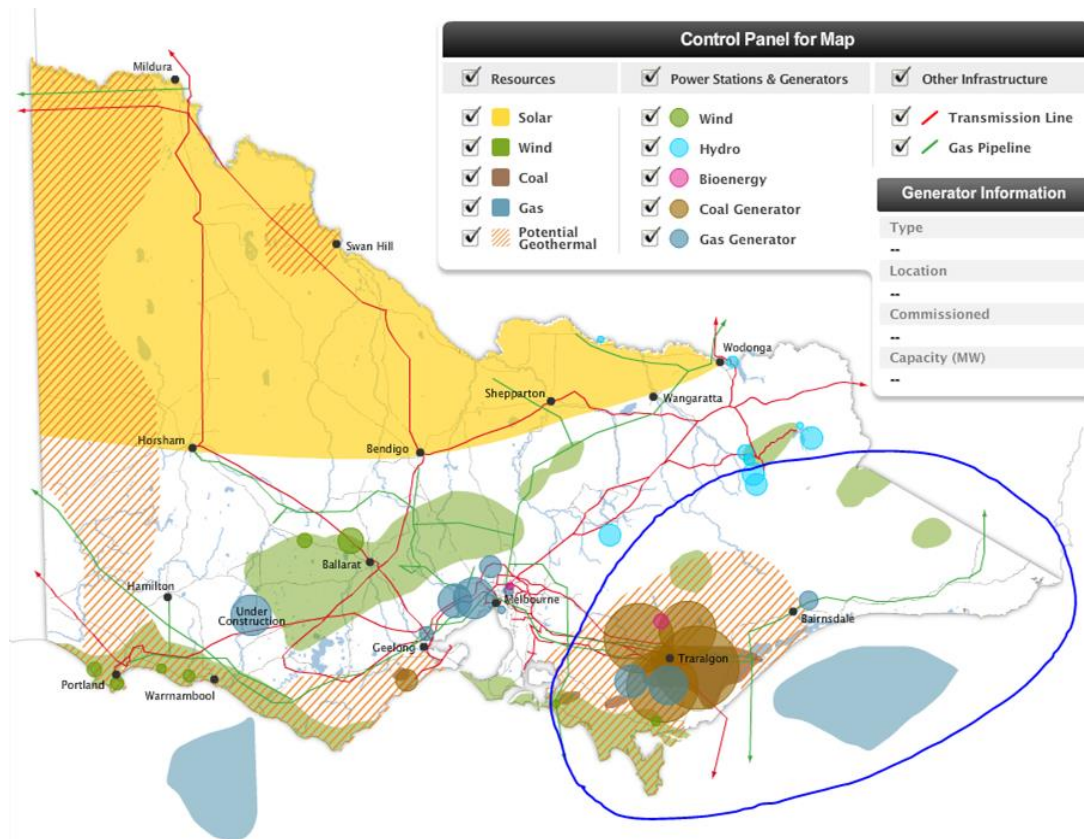 Control Panel for Map
Resources
Power Stations & Generators
Other Infrastructure
Solar
Wind
Coal
Gas
Potential
Geothermal
Wind
Hydro
Bioenergy
Coal Generator
Gas Generator
Transmission Line
Gas Pipeline
Generator Information
Type
--
Location
--
Commissioned
--
Capacity (MW)
--
Mildura
Swan Hill
Wodonga
Shepparton
Wangaratta
Horsham
Bendigo
Ballarat
Hamilton
Under
Construction
Melbourne
Geelong
Bairnsdale
Traralgon
Portland
Warrnambool